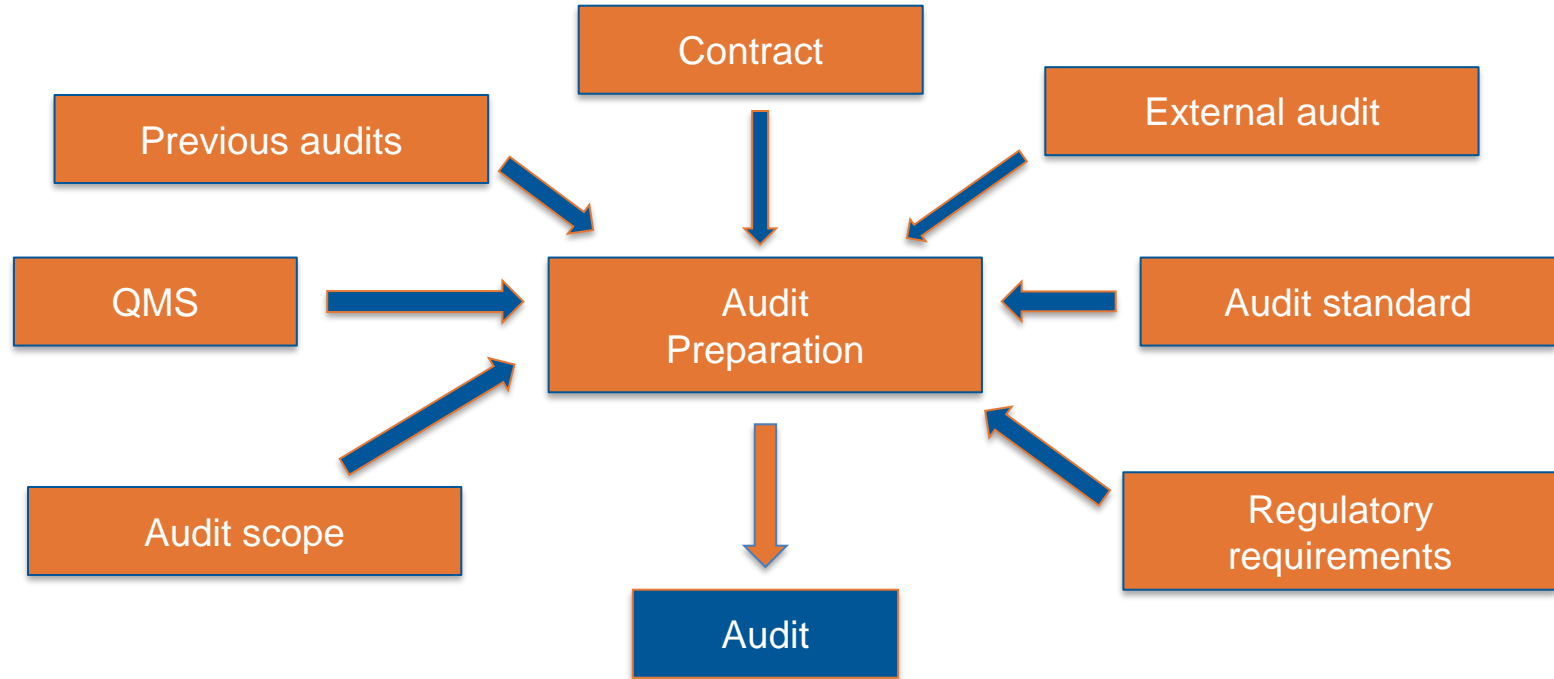 Contract
External audit
Previous audits
QMS
Audit
Preparation
Audit standard
Audit scope
Regulatory
requirements
Audit